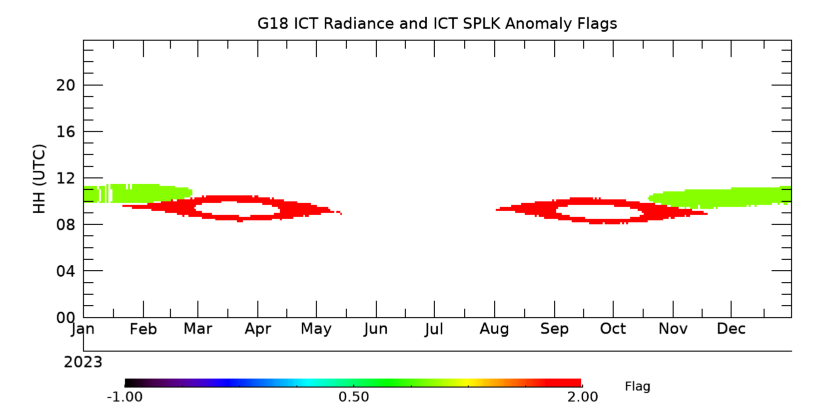 G18 ICT Radiance and ICT SPLK Anomaly Flags
HH (UTC)
20
16
12
08
04
00
Jan Feb Mar Apr May Jun Jul Aug Sep Oct Nov Dec
2023
-1.00 0.50 2.00 Flag